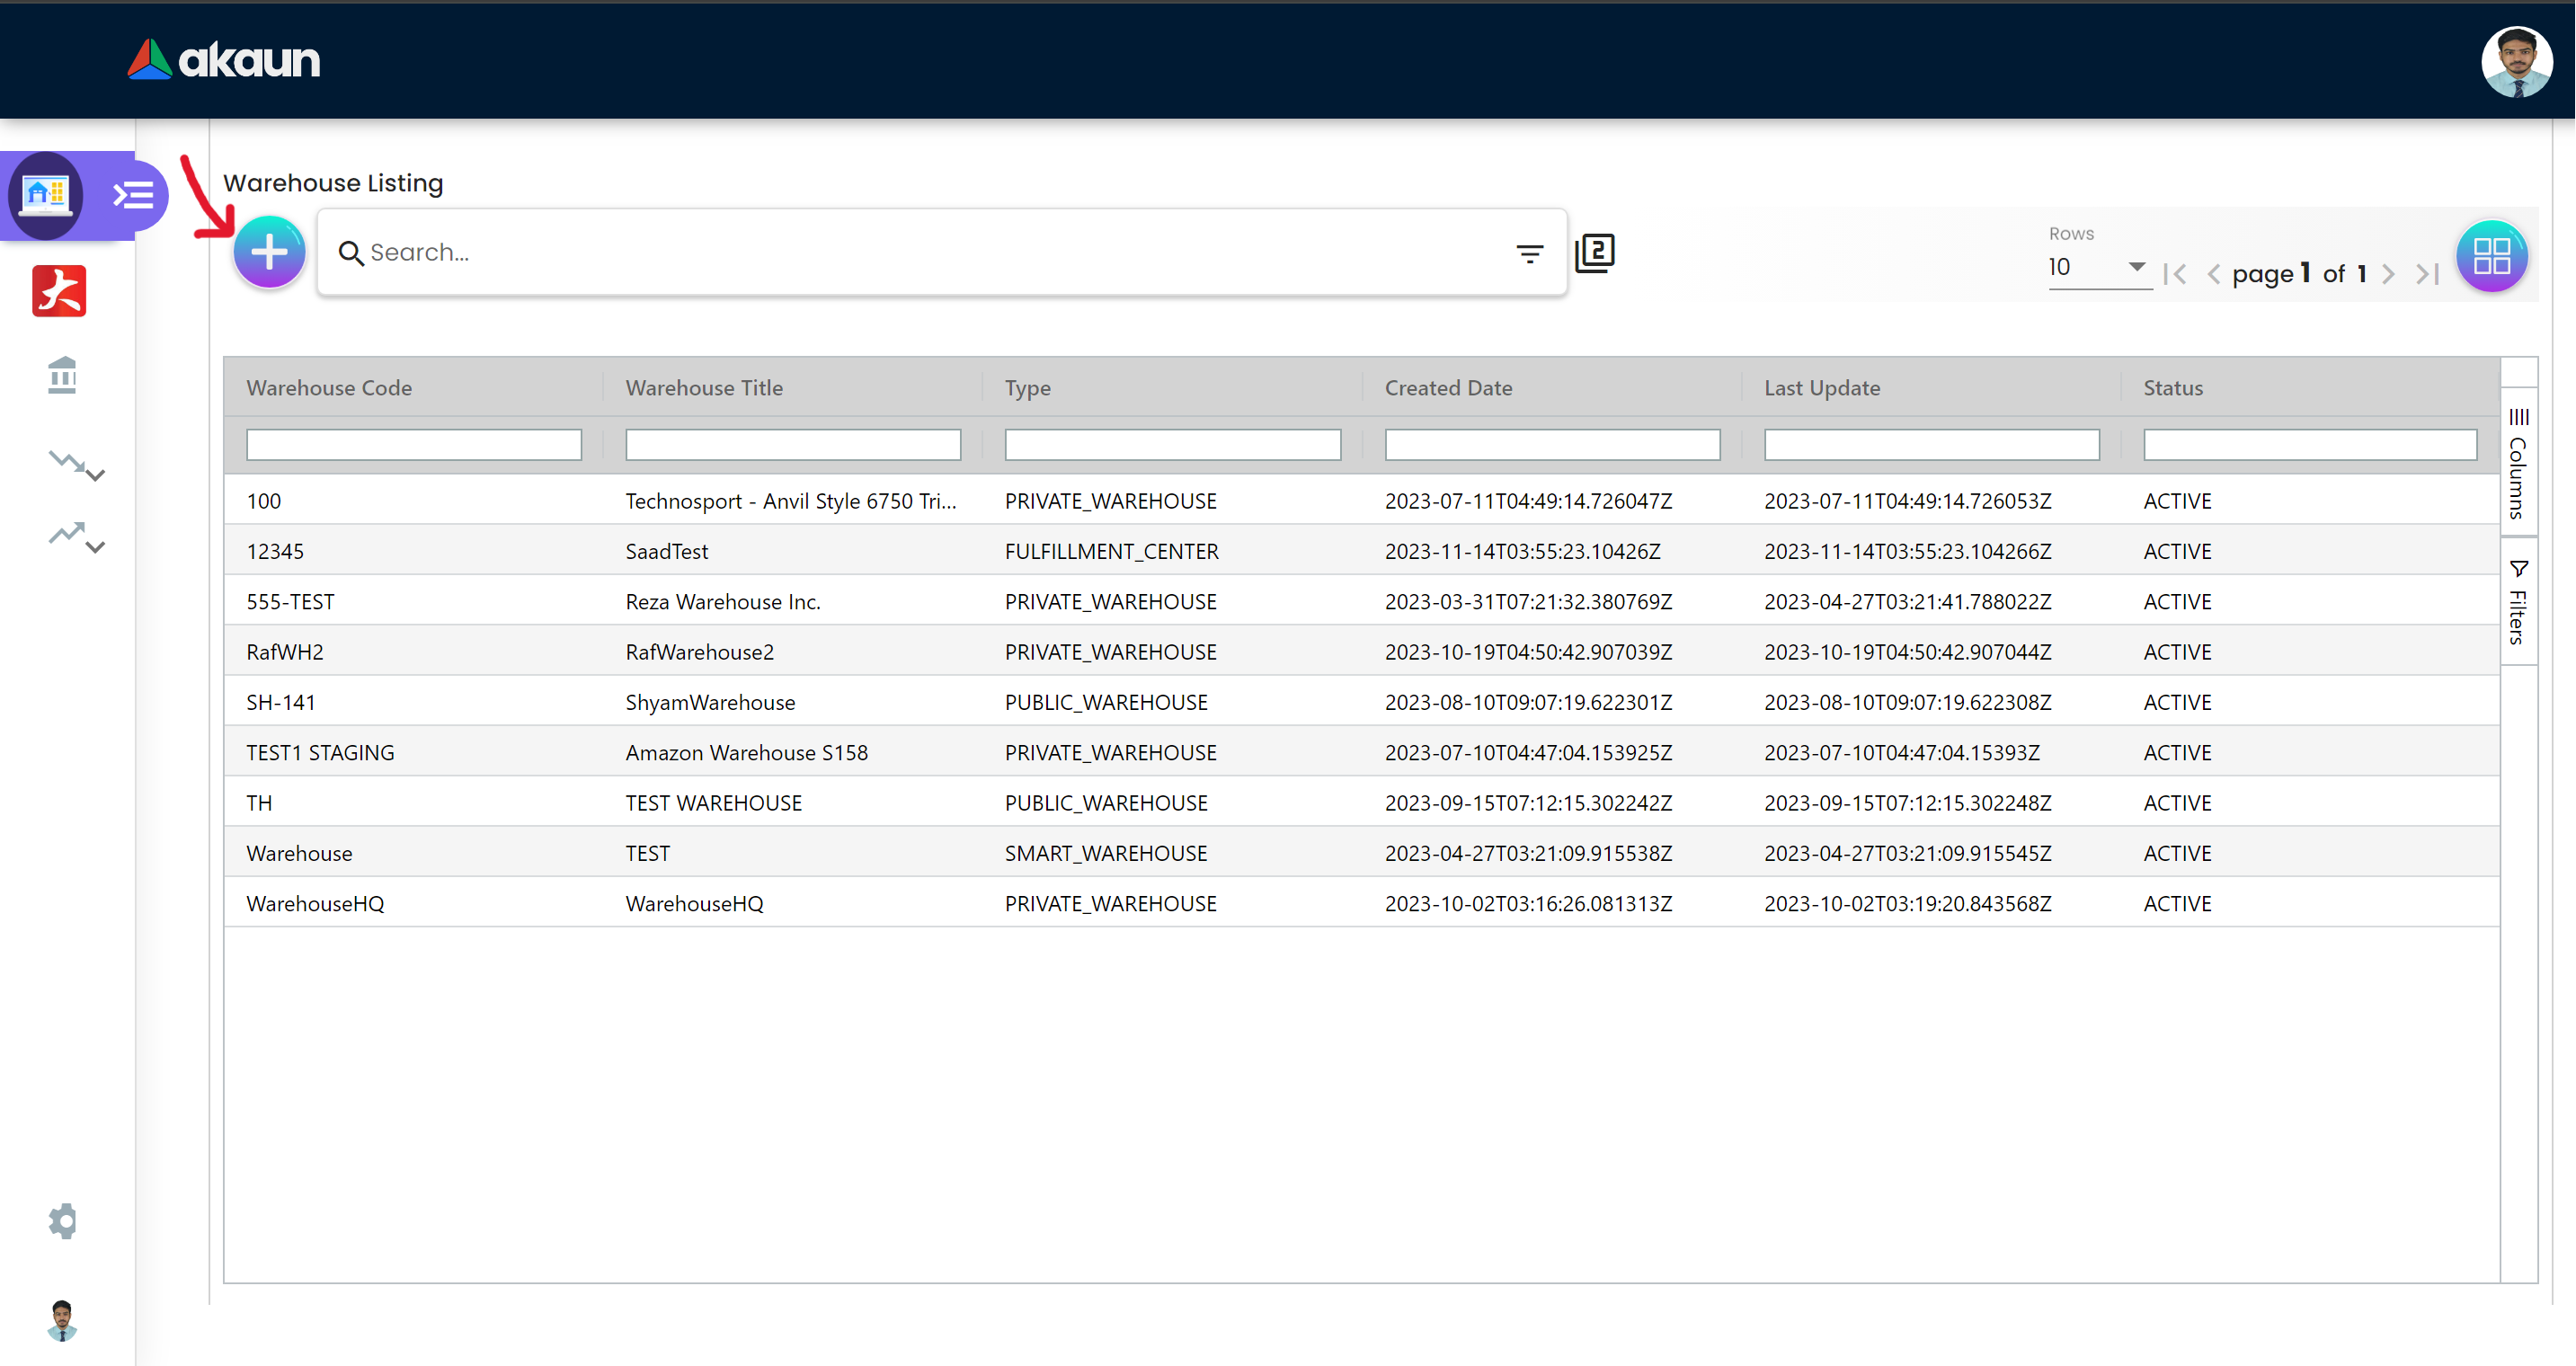 akaun
Warehouse Listing
Search...
2
Rows
10
page 1 of 1
Warehouse Code Warehouse Title Type Created Date Last Update Status
100 Technosport - Anvil Style 6750 Tri... PRIVATE_WAREHOUSE 2023-07-11T04:49:14.726047Z 2023-07-11T04:49:14.726053Z ACTIVE
12345 SaadTest FULFILLMENT_CENTER 2023-11-14T03:55:23.10426Z 2023-11-14T03:55:23.104266Z ACTIVE
555-TEST Reza Warehouse Inc. PRIVATE_WAREHOUSE 2023-03-31T07:21:32.380769Z 2023-04-27T03:21:41.788022Z ACTIVE
RafWH2 RafWarehouse2 PRIVATE_WAREHOUSE 2023-10-19T04:50:42.907039Z 2023-10-19T04:50:42.907044Z ACTIVE
SH-141 ShyamWarehouse PUBLIC_WAREHOUSE 2023-08-10T09:07:19.622301Z 2023-08-10T09:07:19.622308Z ACTIVE
TEST1 STAGING Amazon Warehouse S158 PRIVATE_WAREHOUSE 2023-07-10T04:47:04.153925Z 2023-07-10T04:47:04.15393Z ACTIVE
TH TEST WAREHOUSE PUBLIC_WAREHOUSE 2023-09-15T07:12:15.302242Z 2023-09-15T07:12:15.302248Z ACTIVE
Warehouse TEST SMART_WAREHOUSE 2023-04-27T03:21:09.915538Z 2023-04-27T03:21:09.915545Z ACTIVE
WarehouseHQ WarehouseHQ PRIVATE_WAREHOUSE 2023-10-02T03:16:26.081313Z 2023-10-02T03:19:20.843568Z ACTIVE
Columns
Filters